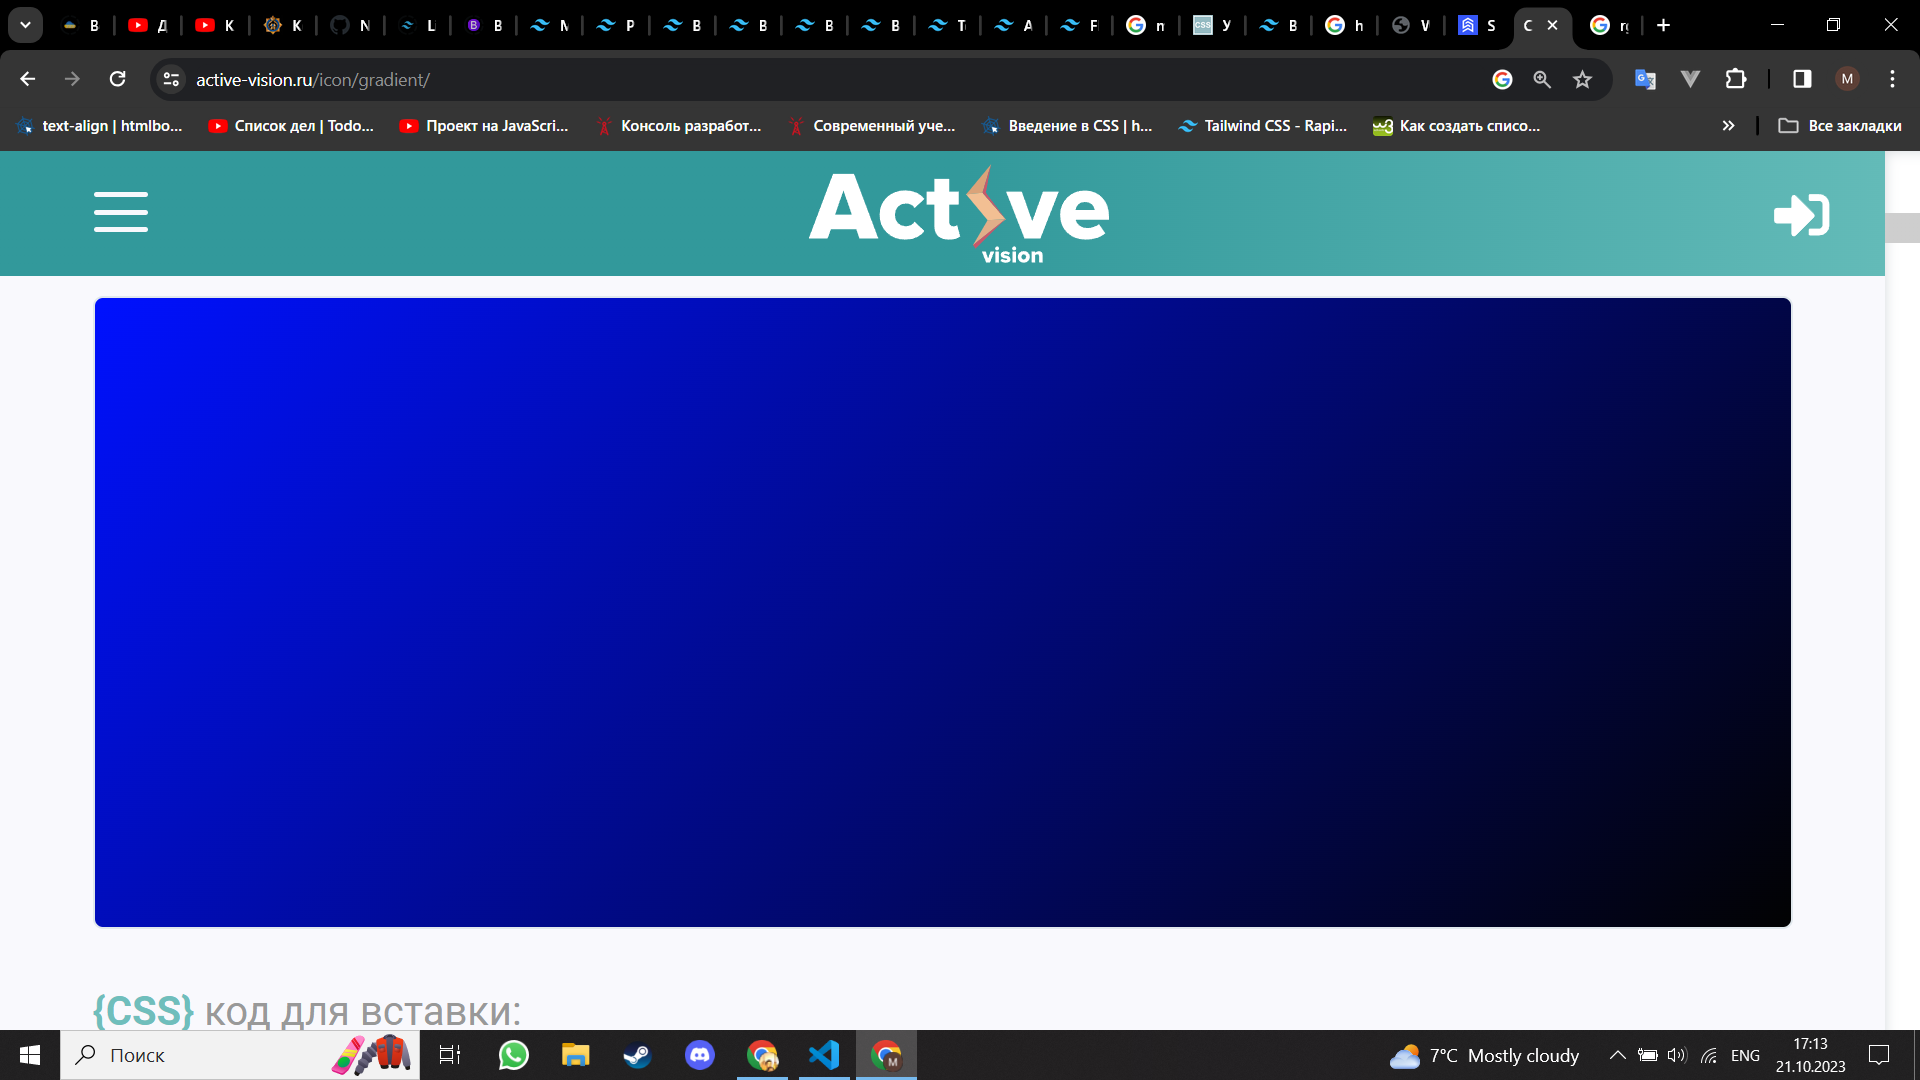 B Д K K N Li B N P B B B B T A F n У B h V S С rg
active-vision.ru/icon/gradient/
M
text-align | htmlbo... Список дел | Todo... Проект на JavaScri... Консоль разработ... Современный уче... Введение в CSS | h... Tailwind CSS - Rapi... Как создать списо... Все закладки
Active
vision
{CSS} код для вставки:
Поиск
7°C Mostly cloudy
ENG
17:13
21.10.2023